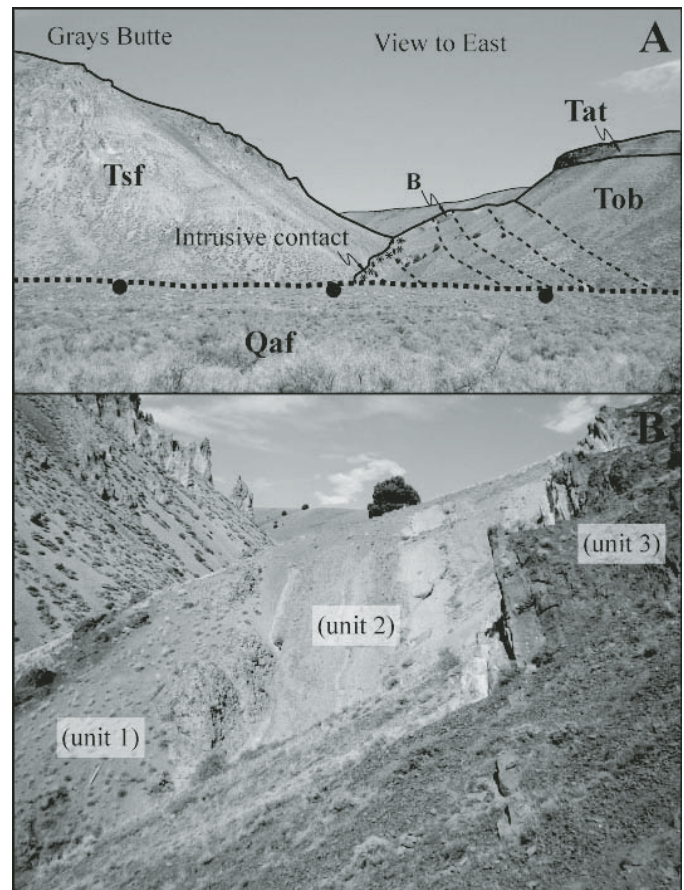 Grays Butte View to East A
Tat
Tsf B Tob
Intrusive contact
Qaf
B
(unit 3)
(unit 2)
(unit 1)